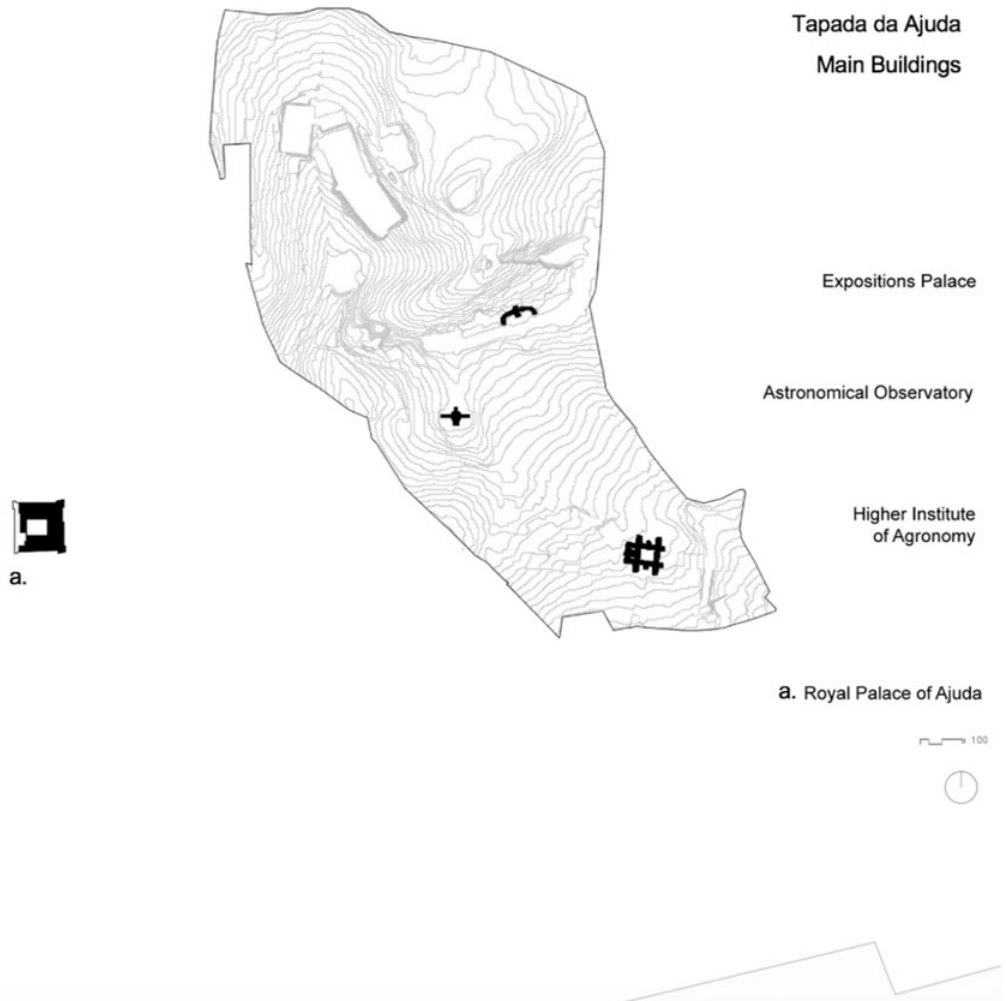 Tapada da Ajuda
Main Buildings
Expositions Palace
Astronomical Observatory
Higher Institute
of Agronomy
a.
a. Royal Palace of Ajuda
100